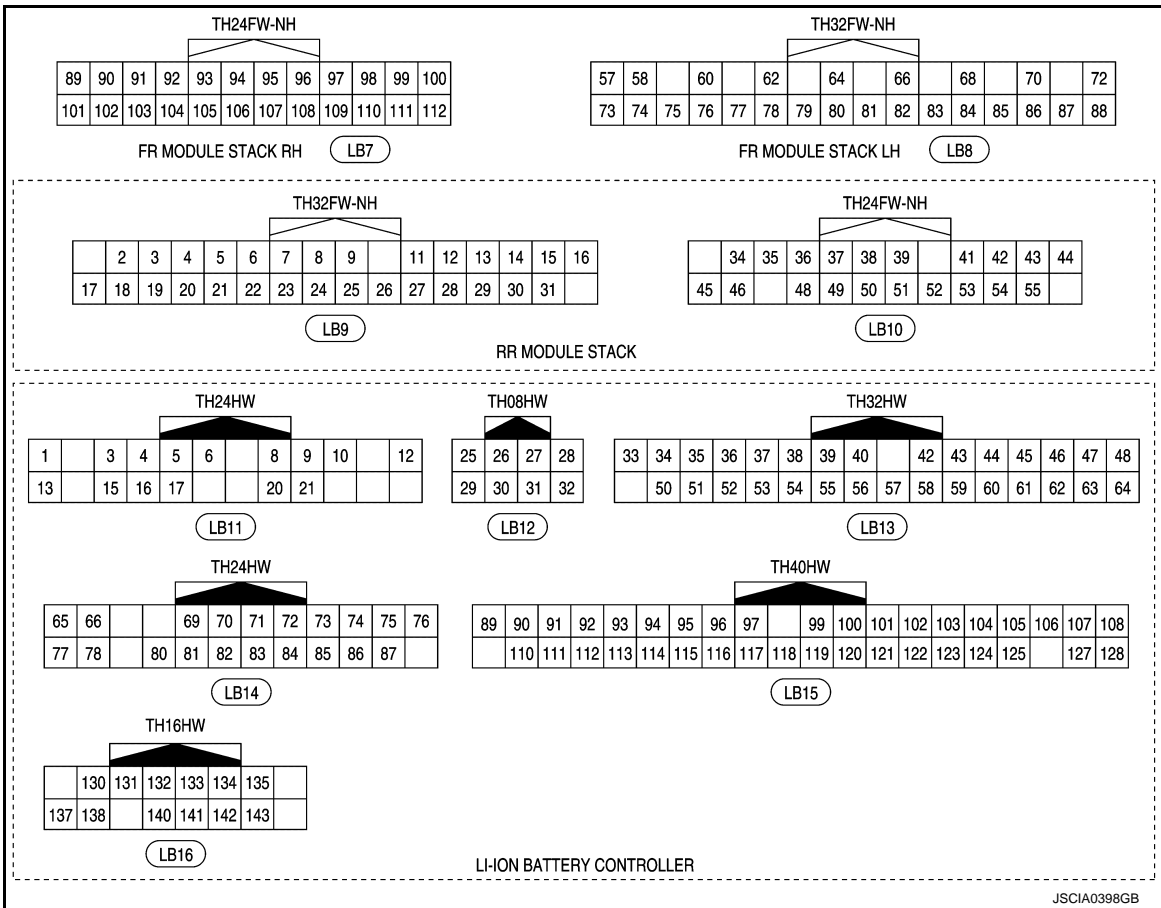 TH24FW-NH
TH32FW-NH
89 90 91 92 93 94 95 96 97 98 99 100
57 58 60 62 64 66 68 70 72
101 102 103 104 105 106 107 108 109 110 111 112
73 74 75 76 77 78 79 80 81 82 83 84 85 86 87 88
FR MODULE STACK RH LB7
FR MODULE STACK LH LB8
TH32FW-NH
TH24FW-NH
2 3 4 5 6 7 8 9 11 12 13 14 15 16
34 35 36 37 38 39 41 42 43 44
17 18 19 20 21 22 23 24 25 26 27 28 29 30 31
45 46 48 49 50 51 52 53 54 55
LB9
LB10
RR MODULE STACK
TH24HW
TH08HW
TH32HW
1 3 4 5 6 8 9 10 12
25 26 27 28
33 34 35 36 37 38 39 40 42 43 44 45 46 47 48
13 15 16 17 20 21
29 30 31 32
50 51 52 53 54 55 56 57 58 59 60 61 62 63 64
LB11
LB12
LB13
TH24HW
TH40HW
65 66 69 70 71 72 73 74 75 76
89 90 91 92 93 94 95 96 97 99 100 101 102 103 104 105 106 107 108
77 78 80 81 82 83 84 85 86 87
110 111 112 113 114 115 116 117 118 119 120 121 122 123 124 125 127 128
LB14
LB15
TH16HW
130 131 132 133 134 135
137 138 140 141 142 143
LB16
LI-ION BATTERY CONTROLLER
JSCIA0398GB